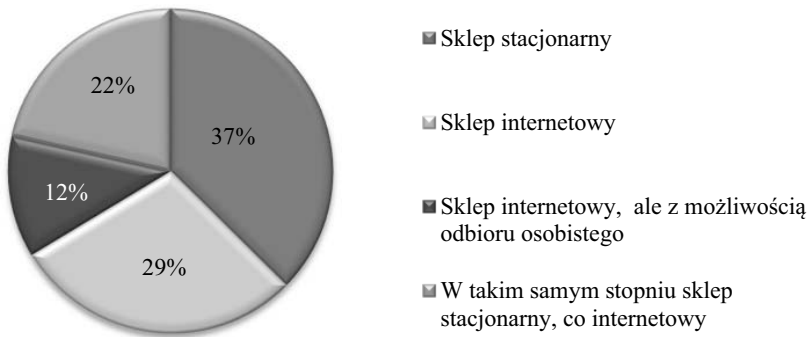 22%
37%
12%
29%
Sklep stacjonarny
Sklep internetowy
Sklep internetowy, ale z możliwością
odbioru osobistego
W takim samym stopniu sklep
stacjonarny, co internetowy